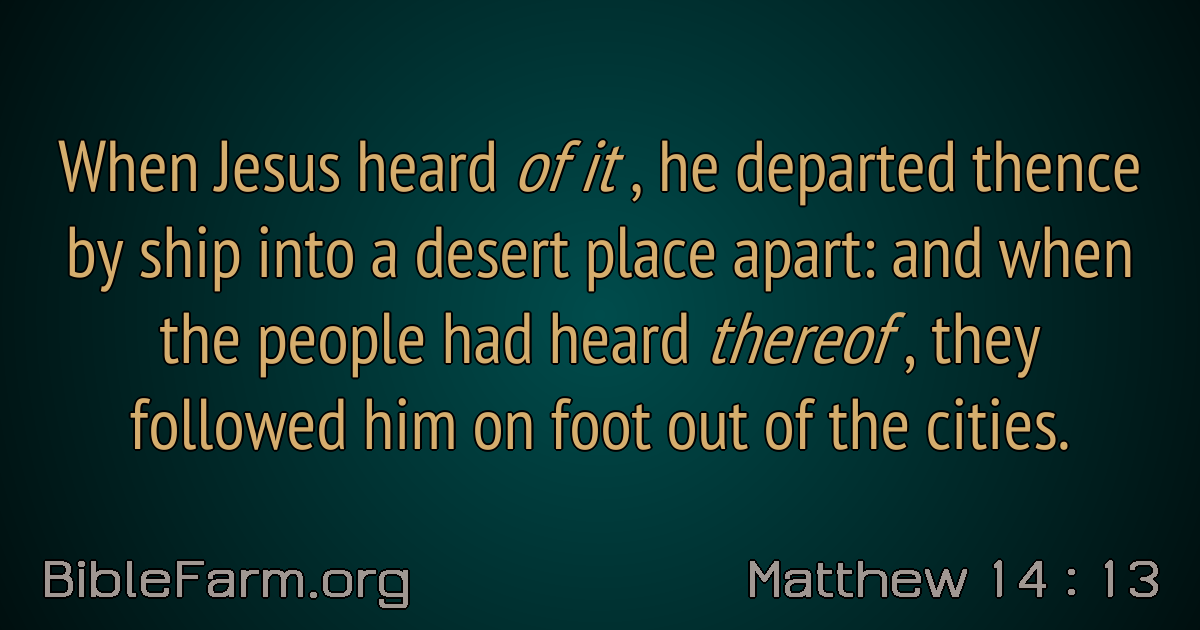 When Jesus heard of it , he departed thence
by ship into a desert place apart: and when
the people had heard thereof , they
followed him on foot out of the cities.
BibleFarm.org
Matthew 14 : 13